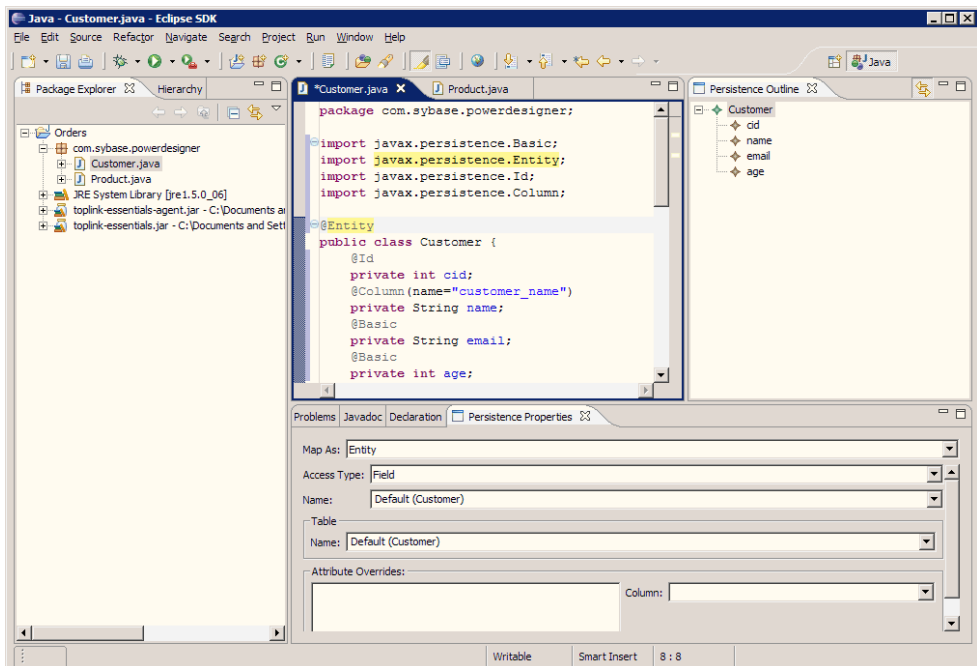 Java - Customer.java - Eclipse SDK
File Edit Source Refactor Navigate Search Project Run Window Help
Java
Package Explorer Hierarchy
Orders
com.sybase.powerdesigner
Customer.java
Product.java
JRE System Library [jre1.5.0_06]
toplink-essentials-agent.jar - C:\Documents a
toplink-essentials.jar - C:\Documents and Sett
*Customer.java Product.java
package com.sybase.powerdesigner;
import javax.persistence.Basic;
import javax.persistence.Entity;
import javax.persistence.Id;
import javax.persistence.Column;
@Entity
public class Customer {
@Id
private int cid;
@Column(name="customer_name")
private String name;
@Basic
private String email;
@Basic
private int age;
Persistence Outline
Customer
cid
name
email
age
Problems Javadoc Declaration Persistence Properties
Map As: Entity
Access Type: Field
Name: Default (Customer)
Table
Name: Default (Customer)
Attribute Overrides:
Column:
Writable Smart Insert 8 : 8